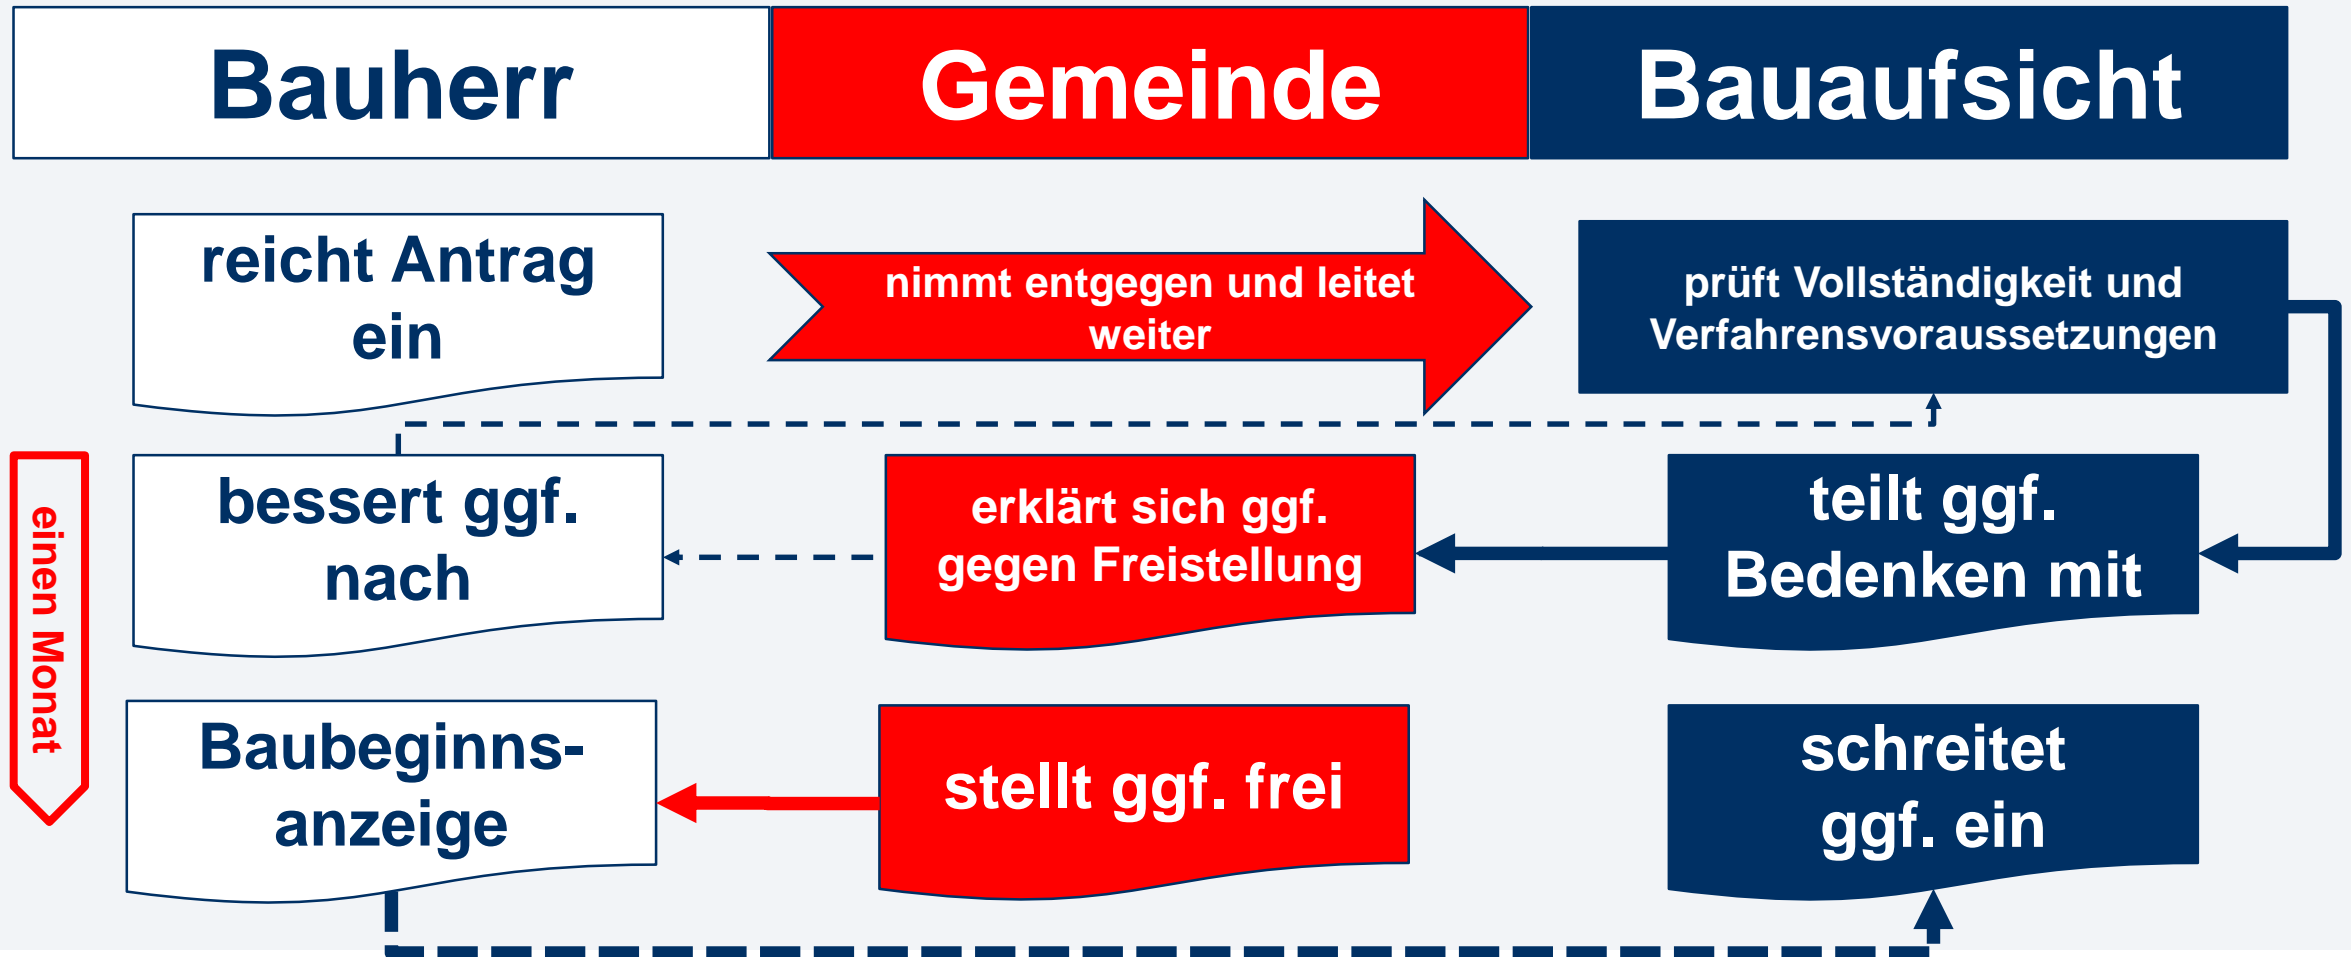 Bauherr
Gemeinde
Bauaufsicht
reicht Antrag
ein
nimmt entgegen und leitet
weiter
prüft Vollständigkeit und
Verfahrensvoraussetzungen
einen Monat
bessert ggf.
nach
erklärt sich ggf.
gegen Freistellung
teilt ggf.
Bedenken mit
Baubeginns-
anzeige
stellt ggf. frei
schreitet
ggf. ein